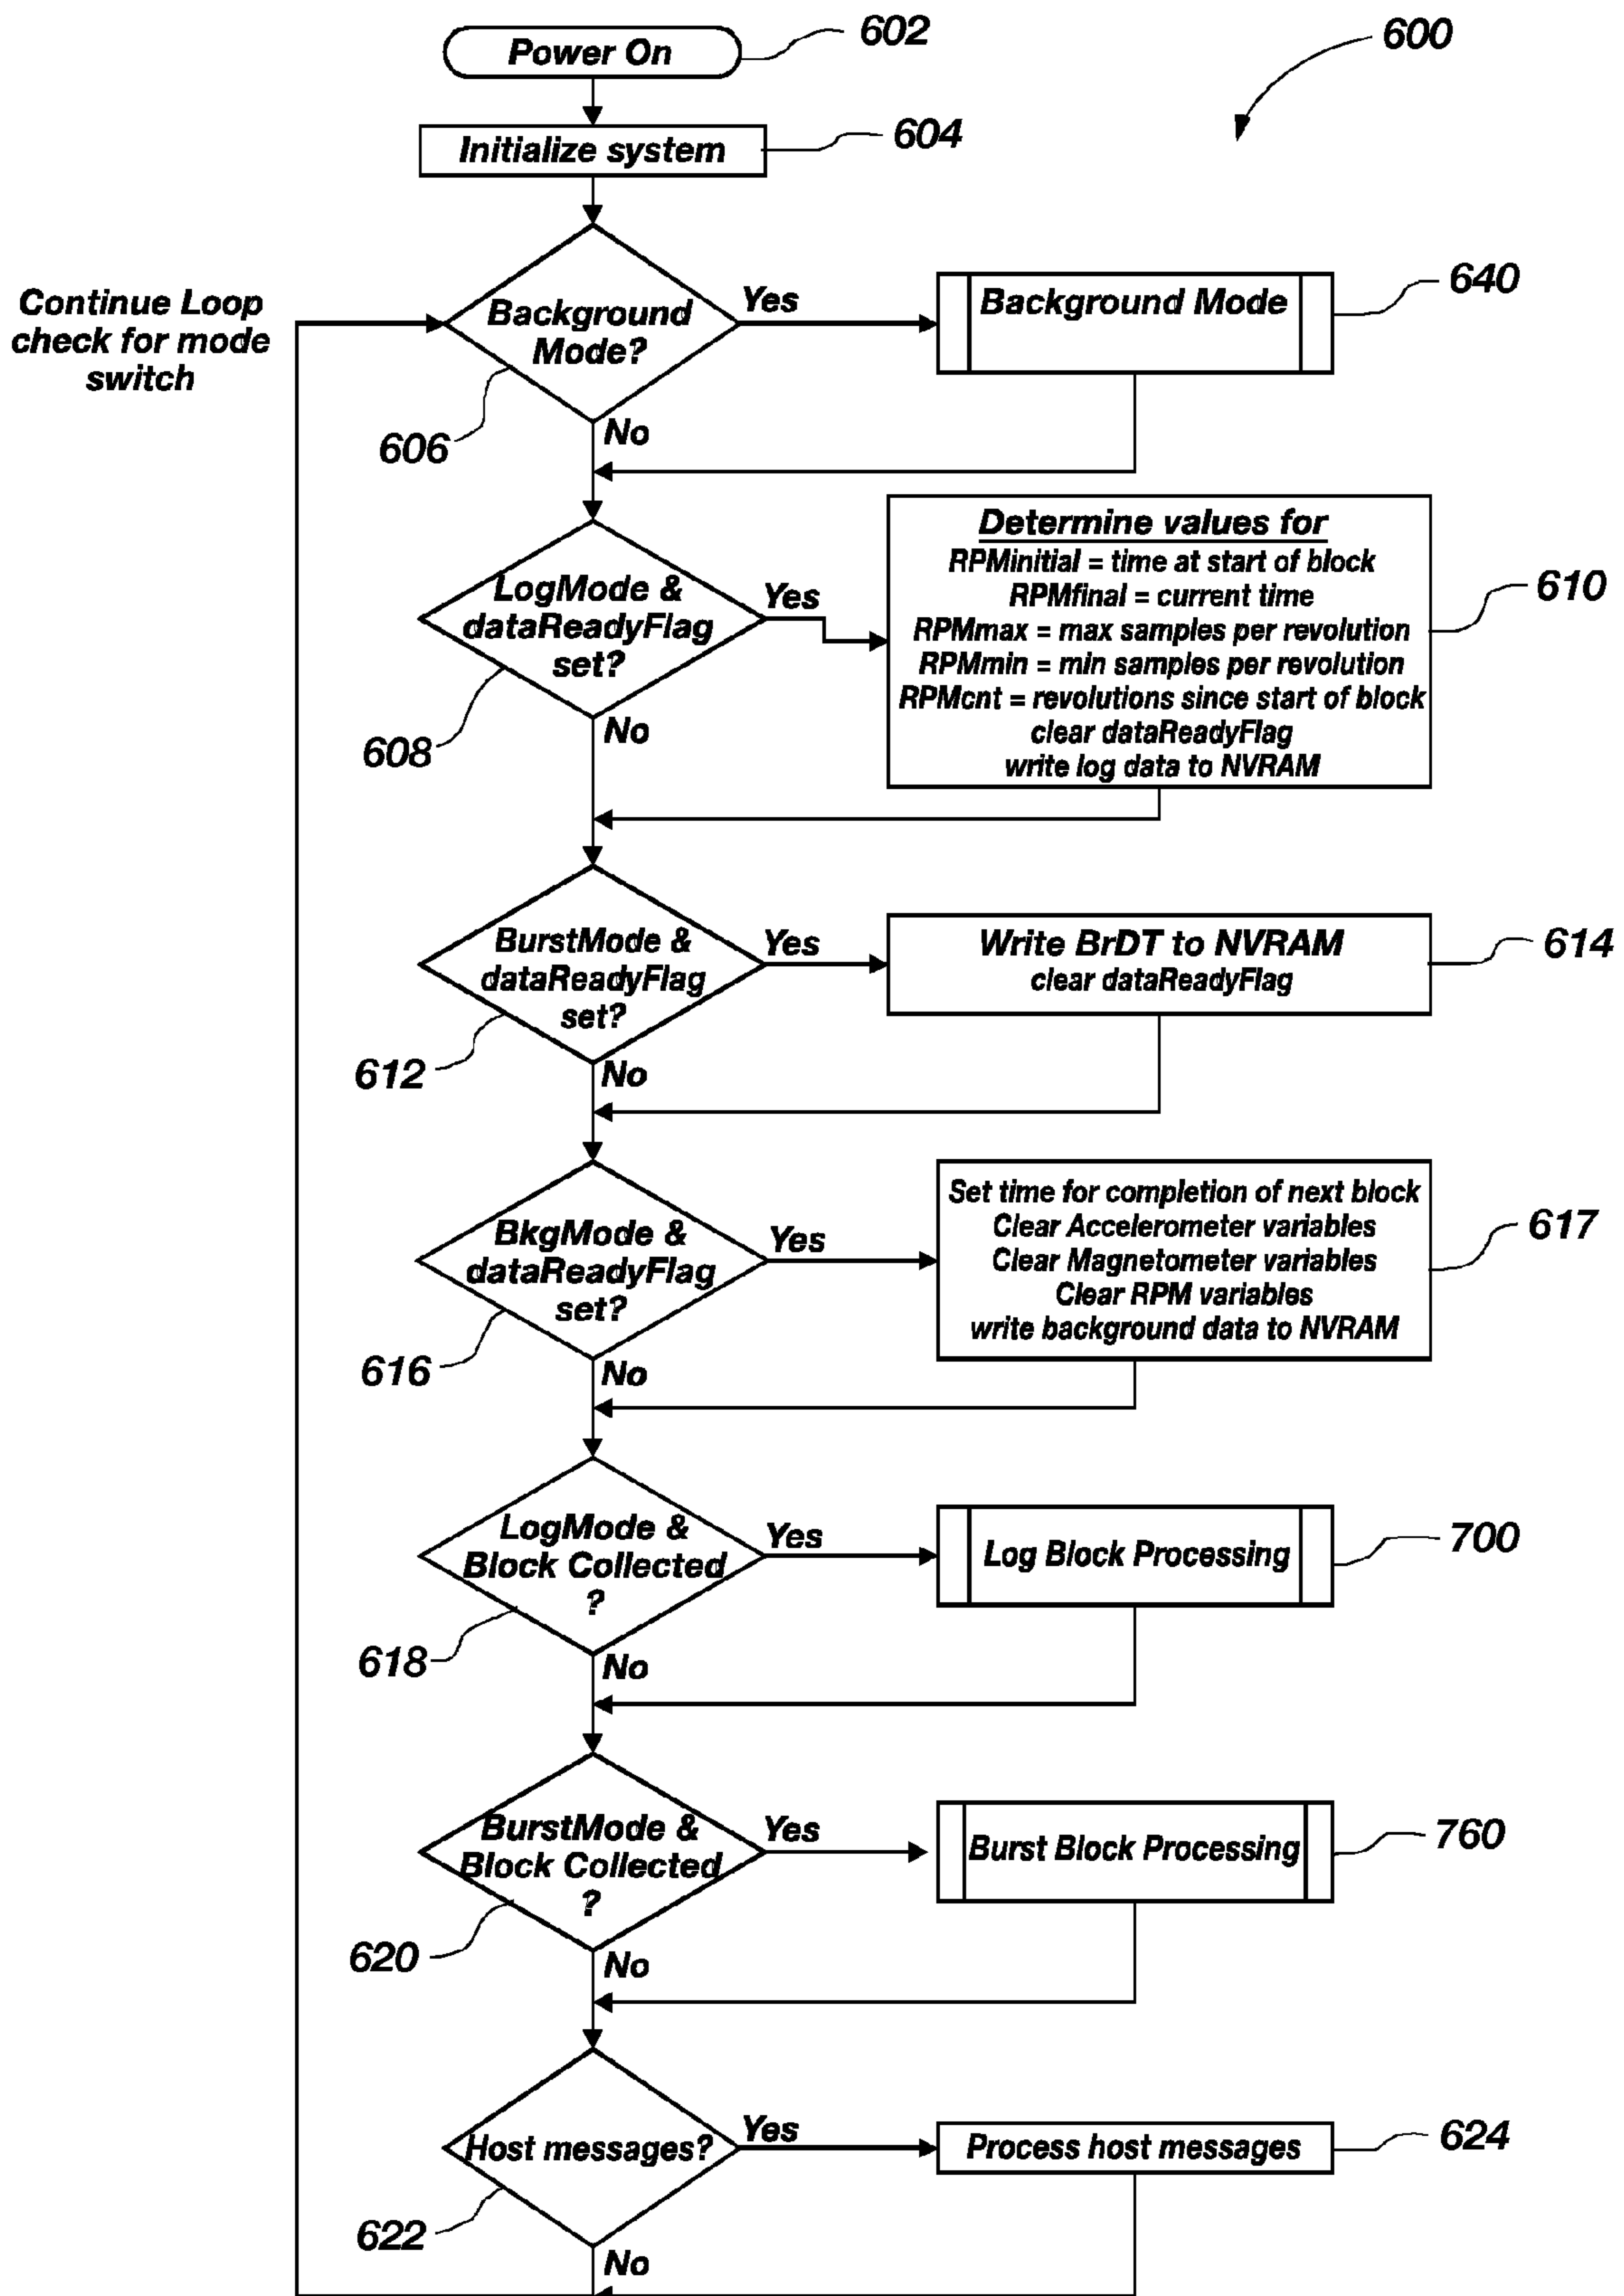 Power On
602
600
Initialize system
604
Continue Loop
check for mode
switch
Background
Mode?
Yes
Background Mode
640
606
No
LogMode &
dataReadyFlag
set?
Yes
Determine values for
RPMinitial = time at start of block
RPMfinal = current time
RPMmax = max samples per revolution
RPMmin = min samples per revolution
RPMcnt = revolutions since start of block
clear dataReadyFlag
write log data to NVRAM
610
608
No
BurstMode &
dataReadyFlag
set?
Yes
Write BrDT to NVRAM
clear dataReadyFlag
614
612
No
BkgMode &
dataReadyFlag
set?
Yes
Set time for completion of next block
Clear Accelerometer variables
Clear Magnetometer variables
Clear RPM variables
write background data to NVRAM
617
616
No
LogMode &
Block Collected
?
Yes
Log Block Processing
700
618
No
BurstMode &
Block Collected
?
Yes
Burst Block Processing
760
620
No
Host messages?
Yes
Process host messages
624
622
No